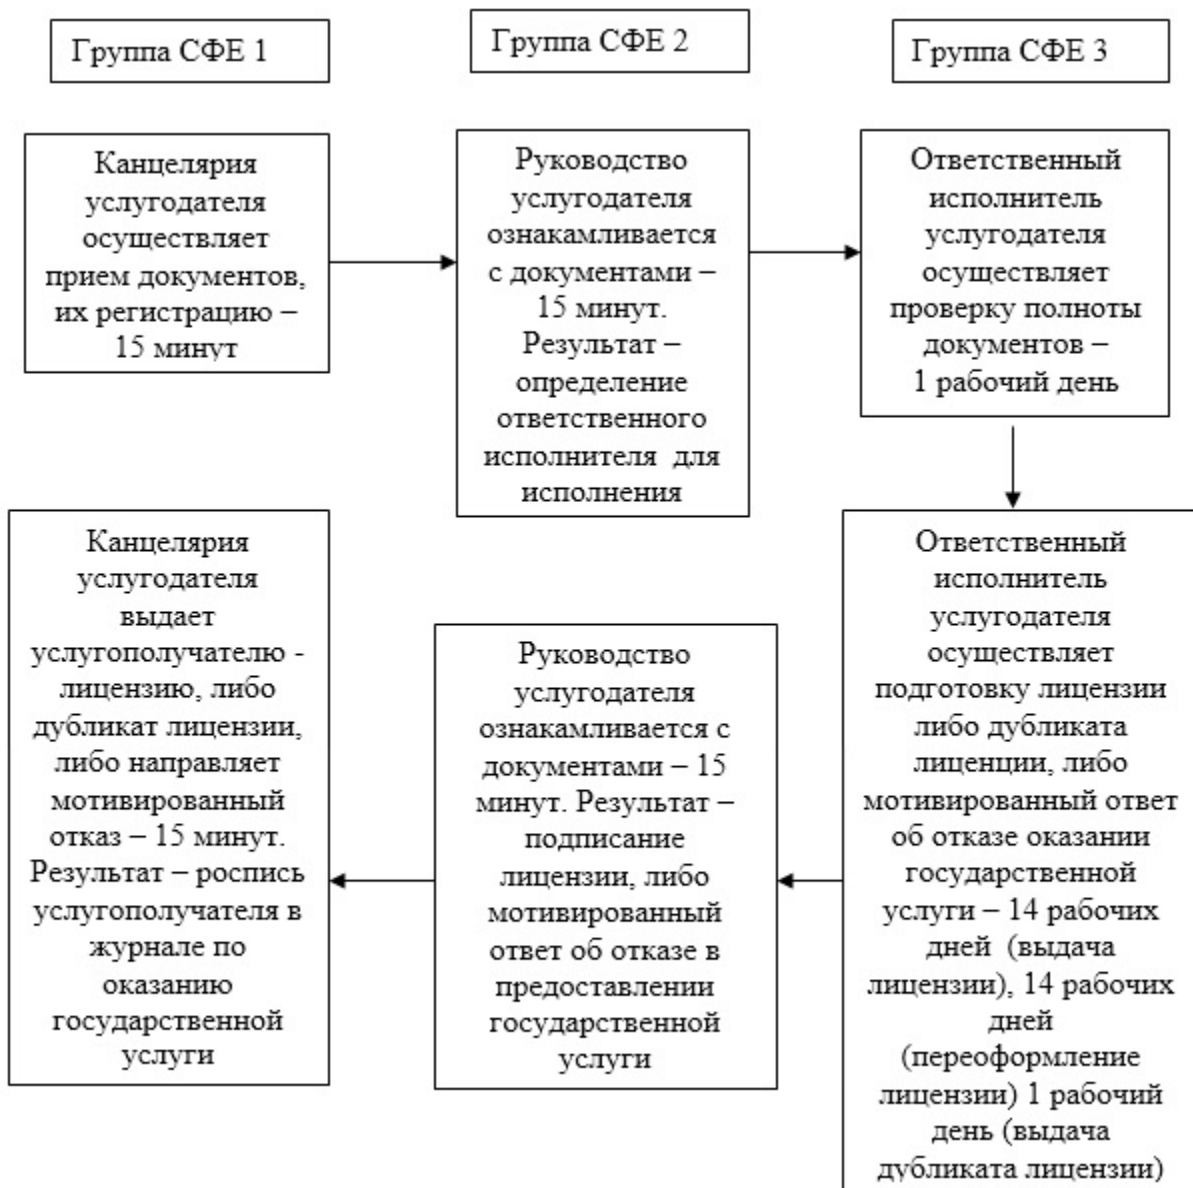 Группа СФЕ 1
Группа СФЕ 2
Группа СФЕ 3
Канцелярия
услугодателя
осуществляет
прием документов,
их регистрацию –
15 минут
Руководство
услугодателя
ознакамливается
с документами –
15 минут.
Результат –
определение
ответственного
исполнителя для
исполнения
Ответственный
исполнитель
услугодателя
осуществляет
проверку полноты
документов –
1 рабочий день
Ответственный
исполнитель
услугодателя
осуществляет
подготовку лицензии
либо дубликата
лиценции, либо
мотивированный ответ
об отказе оказании
государственной
услуги – 14 рабочих
дней (выдача
лицензии), 14 рабочих
дней
(переоформление
лицензии) 1 рабочий
день (выдача
дубликата лицензии)
Руководство
услугодателя
ознакамливается с
документами – 15
минут. Результат –
подписание
лицензии, либо
мотивированный
ответ об отказе в
предоставлении
государственной
услуги
Канцелярия
услугодателя
выдает
услугополучателю -
лицензию, либо
дубликат лицензии,
либо направляет
мотивированный
отказ – 15 минут.
Результат – роспись
услугополучателя в
журнале по
оказанию
государственной
услуги